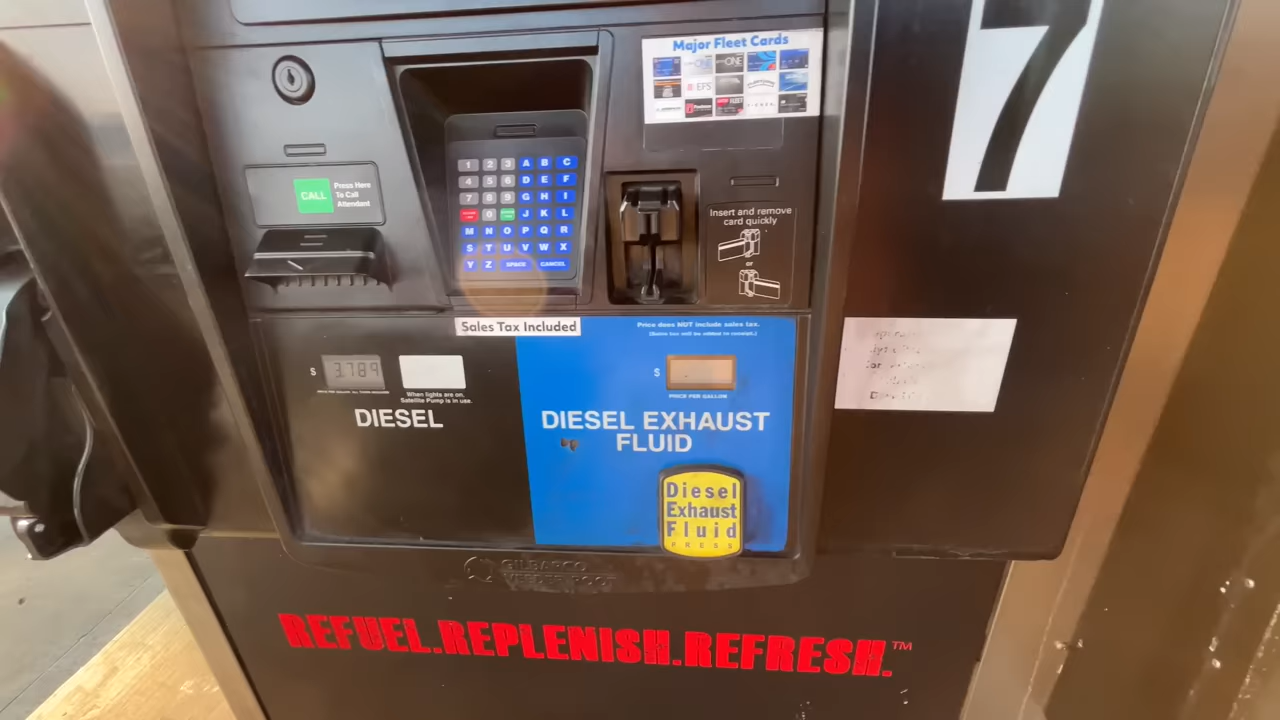 Major Fleet Cards
EFS
7
CALL
Press Here
To Call
Attendant
1 2 3 A B C
4 5 6 D E F
7 8 9 G H I
0 J K L
M N O P Q R
S T U V W X
Y Z SPACE CANCEL
Insert and remove
card quickly
or
Sales Tax Included
Price does NOT include sales tax.
$ 3.789
When lights are on,
Satellite Pump is in use.
DIESEL
$
PRICE PER GALLON
DIESEL EXHAUST
FLUID
Diesel
Exhaust
Fluid
PRESS
GILBARCO
VEEDER-ROOT
REFUEL.REPLENISH.REFRESH.™